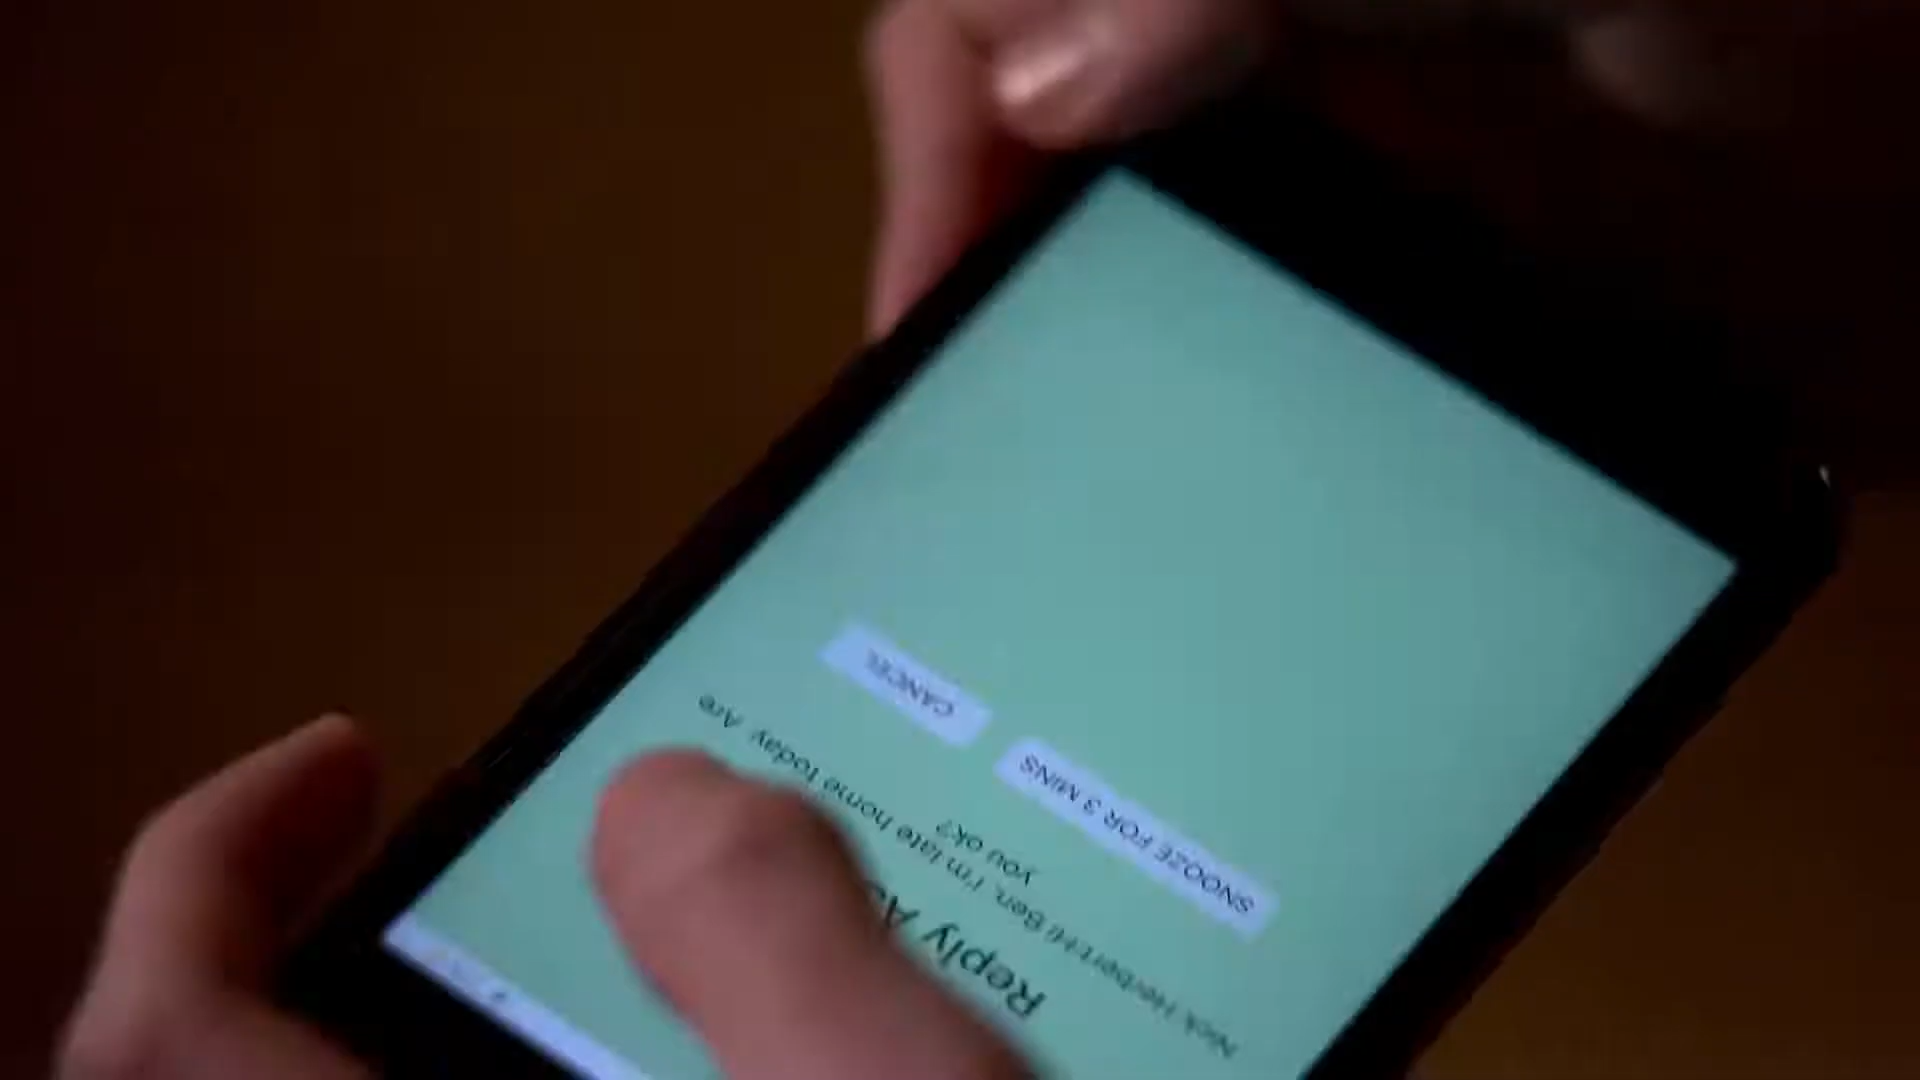 Reply
Nick Herbert: Hi Ben, I'm late home today. Are
you ok?
SNOOZE FOR 3 MINS
CANCEL